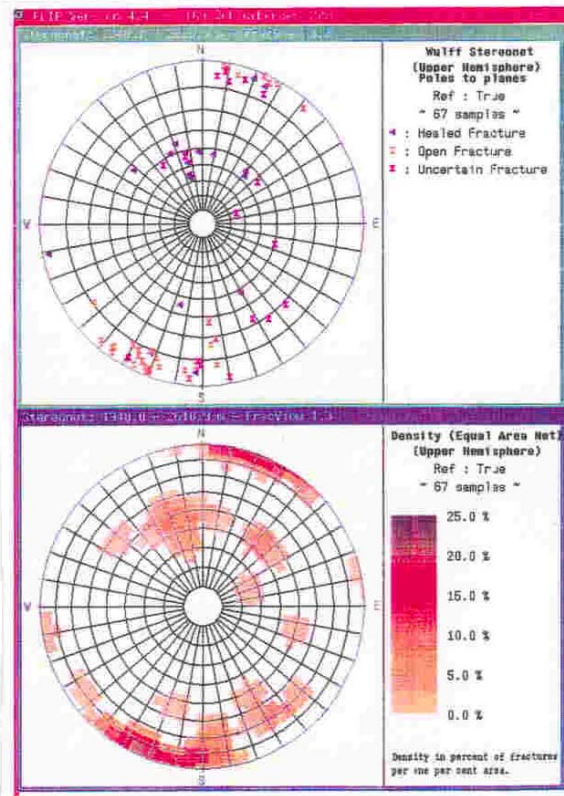 N
W
E
S
Wulff Stereonet
(Upper Hemisphere)
Poles to planes
Ref : True
~ 67 samples ~
: Healed Fracture
: Open Fracture
: Uncertain Fracture
N
W
E
S
Density (Equal Area Net)
(Upper Hemisphere)
Ref : True
~ 67 samples ~
25.0 %
20.0 %
15.0 %
10.0 %
5.0 %
0.0 %
Density in percent of fractures
per one per cent area.